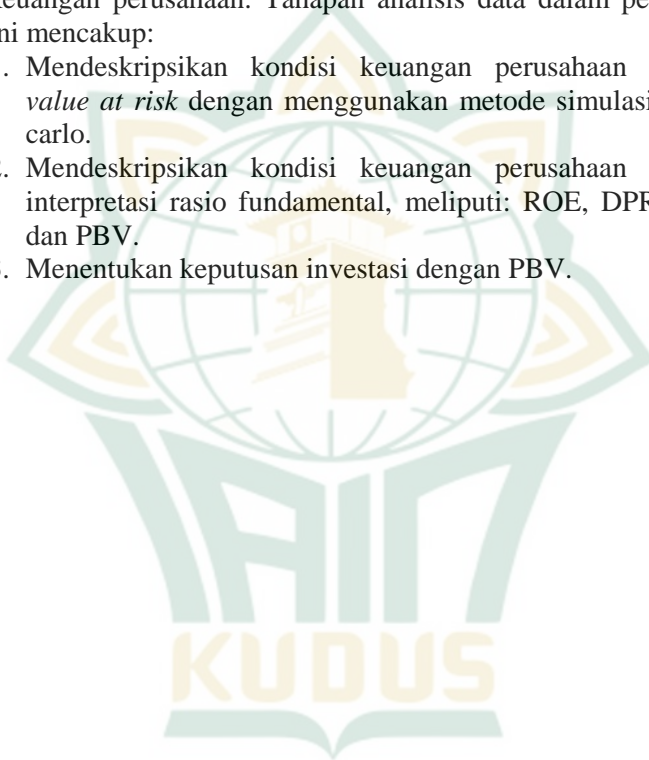 keuangan perusahaan. Tahapan analisis data dalam pe
ni mencakup:
. Mendeskripsikan kondisi keuangan perusahaan
value at risk dengan menggunakan metode simulasi
carlo.
. Mendeskripsikan kondisi keuangan perusahaan
interpretasi rasio fundamental, meliputi: ROE, DPR
dan PBV.
. Menentukan keputusan investasi dengan PBV.
IAIN
KUDUS